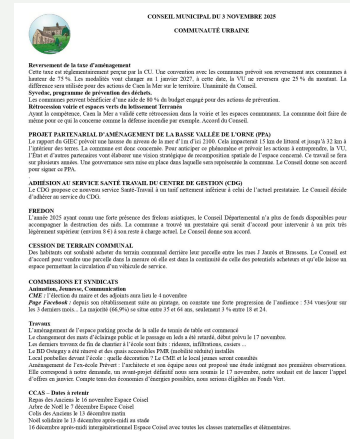 CONSEIL MUNICIPAL DU 3 NOVEMBRE 2025
COMMUNAUTÉ URBAINE
Reversement de la taxe d'aménagement
Cette taxe est réglementairement perçue par la CU. Une convention avec les communes prévoit son reversement aux communes à
hauteur de 75 %. Les modalités vont changer au 1 janvier 2027, à cette date, la VU ne reversera que 25 % du montant. La
différence sera utilisée pour des actions de Caen la Mer sur le territoire. Unanimité du Conseil.
Syvedac, programme de prévention des déchets.
Les communes peuvent bénéficier d'une aide de 80 % du budget engagé pour des actions de prévention.
Rétrocession voirie et espaces verts du lotissement Terranéo
Ayant la compétence, Caen la Mer a validé cette rétrocession dans la voirie et les espaces communaux. La commune doit faire de
même pour ce qui la concerne comme la défense incendie par exemple. Accord du Conseil.
PROJET PARTENARIAL D'AMÉNAGEMENT DE LA BASSE VALLÉE DE L'ORNE (PPA)
Le rapport du GIEC prévoit une hausse du niveau de la mer d'1m d'ici 2100. Cela impacterait 15 km de littoral et jusqu'à 32 km à
l'intérieur des terres. La commune est donc concernée. Pour anticiper ce phénomène et prévoir les actions à entreprendre, la VU,
l'État et d'autres partenaires vont élaborer une vision stratégique de recomposition spatiale de l'espace concerné. Ce travail se fera
sur plusieurs années. Une gouvernance sera mise en place dans laquelle sera représentée la commune. Le Conseil donne son accord
pour signer ce PPA.
ADHÉSION AU SERVICE SANTÉ TRAVAIL DU CENTRE DE GESTION (CDG)
Le CDG propose ce nouveau service Santé-Travail à un tarif nettement inférieur à celui de l'actuel prestataire. Le Conseil décide
d'adhérer au service du CDG.
FREDON
L'année 2025 ayant connu une forte présence des frelons asiatiques, le Conseil Départemental n'a plus de fonds disponibles pour
accompagner la destruction des nids. La commune a trouvé un prestataire qui serait d'accord pour intervenir à un prix très
légèrement supérieur (environ 8 €) à son reste à charge actuel. Le Conseil donne son accord.
CESSION DE TERRAIN COMMUNAL
Des habitants ont souhaité acheter du terrain communal derrière leur parcelle entre les rues J Jaurès et Brassens. Le Conseil est
d'accord pour vendre une parcelle dans la mesure où elle est dans la continuité de celle des potentiels acheteurs et qu'elle laisse un
espace permettant la circulation d'un véhicule de service.
COMMISSIONS ET SYNDICATS
Animation, Jeunesse, Communication
CME : l'élection du maire et des adjoints aura lieu le 4 novembre
Page Facebook : depuis son rétablissement suite au piratage, on constate une forte progression de l'audience : 534 vues/jour sur
les 3 derniers mois... La majorité (66,9%) se situe entre 35 et 64 ans, seulement 3 % entre 18 et 24.
Travaux
L'aménagement de l'espace parking proche de la salle de tennis de table est commencé
Le changement des mats d'éclairage public et le passage en leds a été retardé, début prévu le 17 novembre.
Les derniers travaux de fin de chantier à l'école sont faits : rideaux, infiltrations, casiers ...
Le BD Ostegny a été rénové et des quais accessibles PMR (mobilité réduite) installés
Local poubelles devant l'école : quelle décoration ? Le CME et le local jeunes seront consultés
Aménagement de l'ex-école Prévert : l'architecte et son équipe nous ont proposé une étude intégrant nos premières observations.
Elle correspond à notre demande, un avant-projet définitif nous sera soumis le 17 novembre, notre souhait est de lancer l'appel
d'offres en janvier. Compte tenu des économies d'énergies possibles, nous serions éligibles au Fonds Vert.
CCAS – Dates à retenir
Repas des Anciens le 16 novembre Espace Coisel
Arbre de Noël le 7 décembre Espace Coisel
Colis des Anciens le 13 décembre matin
Noël solidaire le 13 décembre après-midi au stade
16 décembre après-midi intergénérationnel Espace Coisel avec toutes les classes maternelles et élémentaires.